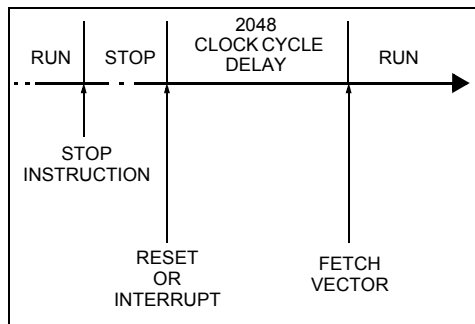 2048
CLOCK CYCLE
DELAY
RUN
STOP
RUN
STOP
INSTRUCTION
RESET
OR
INTERRUPT
FETCH
VECTOR